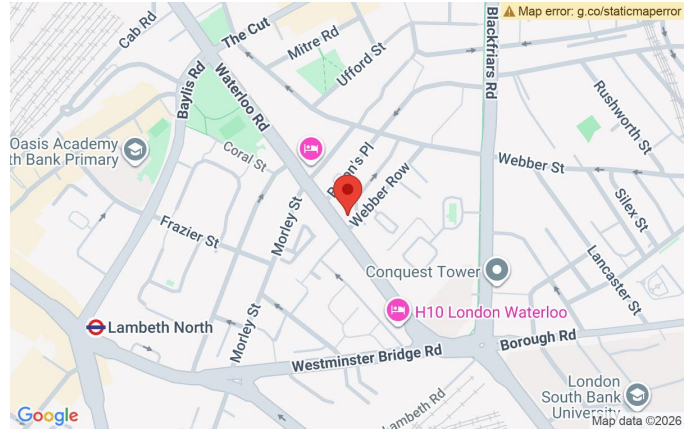 Map error: g.co/staticmaperror
Cab Rd
The Cut
Mitre Rd
Ufford St
Blackfriars Rd
Rushworth St
Baylis Rd
Waterloo Rd
Oasis Academy
th Bank Primary
Coral St
Webber St
Webber Row
Silex St
Morley St
Frazier St
Conquest Tower
Lancaster St
H10 London Waterloo
Lambeth North
Morley St
Westminster Bridge Rd
Borough Rd
Lambeth Rd
London
South Bank
University
Google
Map data ©2026